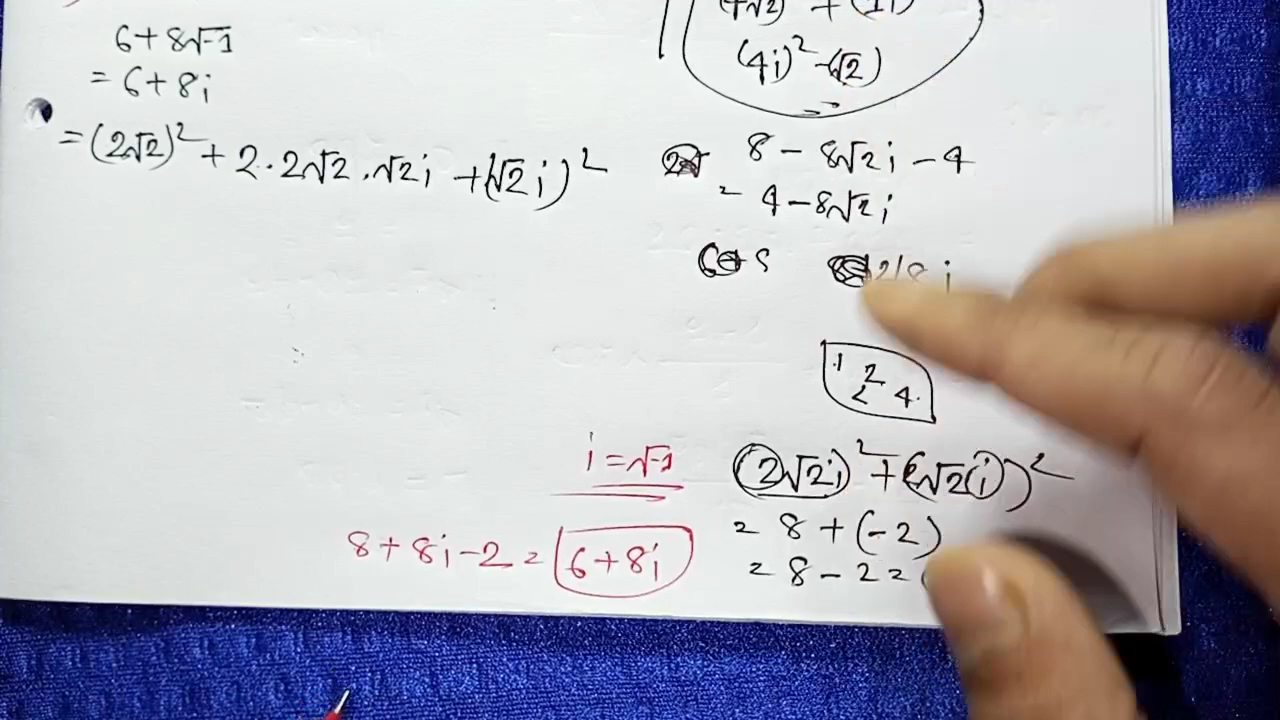 6+8√-1
= 6+8i
= (2√2)² + 2·2√2·√2i + (√2i)²
(4i)² - (√2)
8 - 8√2i - 4
= 4 - 8√2i
1 2
2 4
i = √-1
(2√2i)² + (√2i)²
= 8 + (-2)
= 8 - 2 =
8 + 8i - 2 = 6+8i